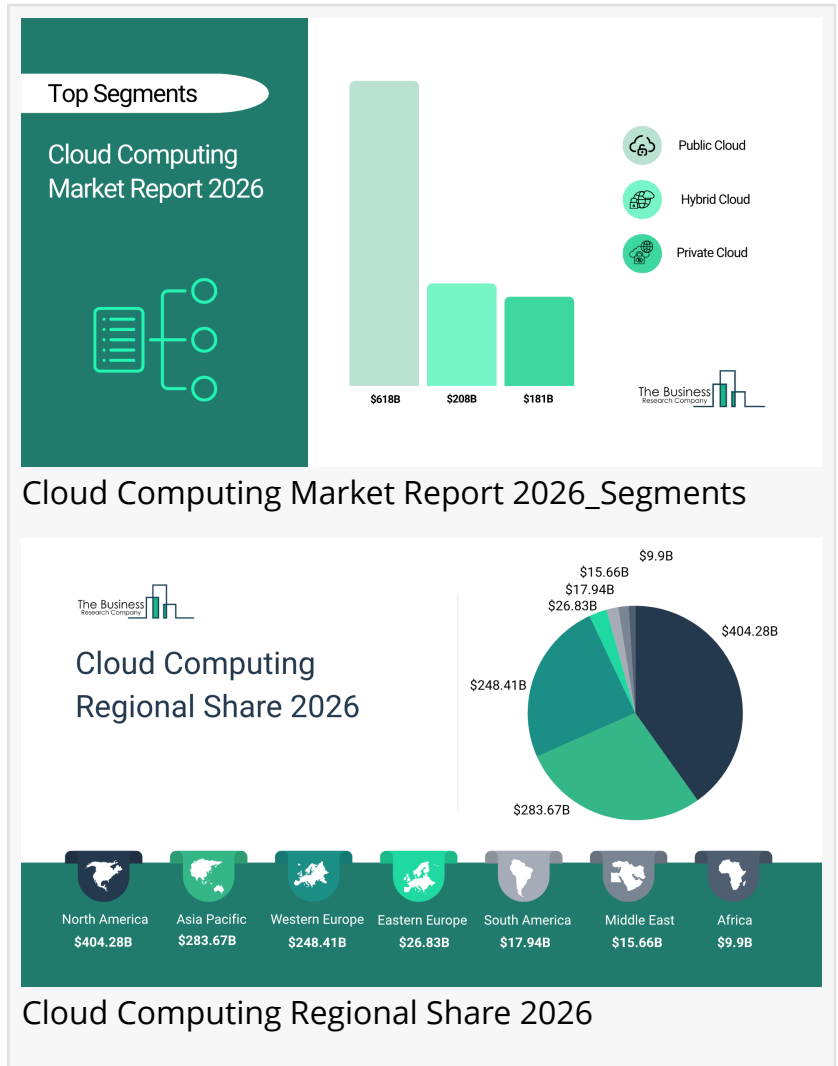 Top Segments
Cloud Computing
Market Report 2026
Public Cloud
Hybrid Cloud
Private Cloud
$618B
$208B
$181B
The Business
Research Company
Cloud Computing Market Report 2026_Segments
The Business
Research Company
Cloud Computing
Regional Share 2026
$9.9B
$15.66B
$17.94B
$26.83B
$404.28B
$248.41B
$283.67B
North America
$404.28B
Asia Pacific
$283.67B
Western Europe
$248.41B
Eastern Europe
$26.83B
South America
$17.94B
Middle East
$15.66B
Africa
$9.9B
Cloud Computing Regional Share 2026